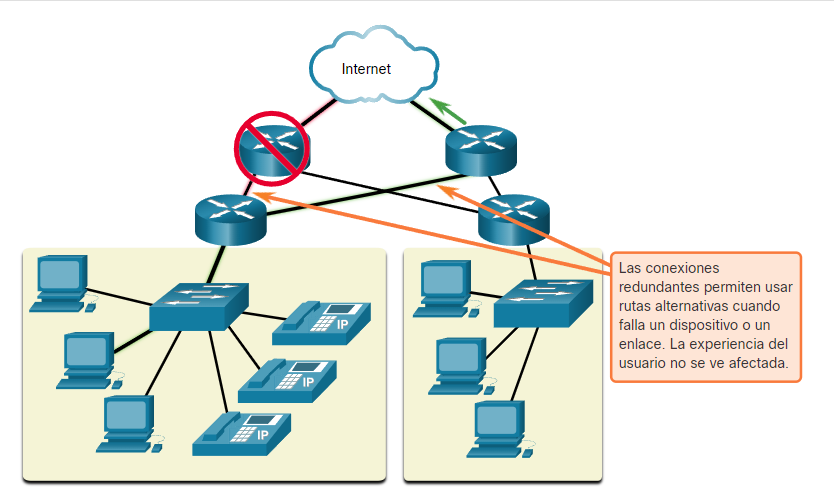 Internet
Las conexiones
redundantes permiten usar
rutas alternativas cuando
falla un dispositivo o un
enlace. La experiencia del
usuario no se ve afectada.
IP
IP
IP